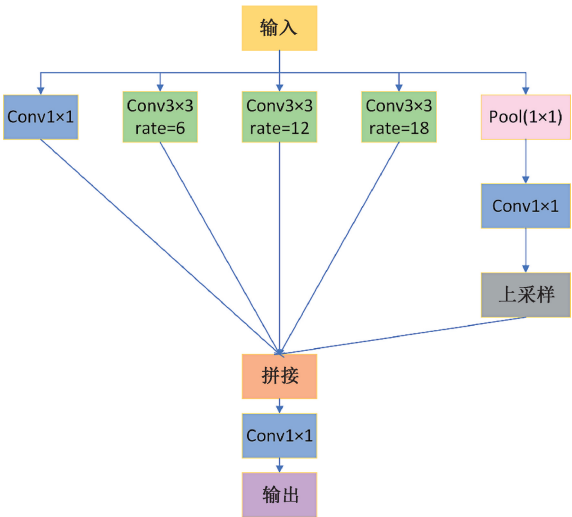 输入
Conv1×1
Conv3×3
rate=6
Conv3×3
rate=12
Conv3×3
rate=18
Pool(1×1)
Conv1×1
上采样
拼接
Conv1×1
输出